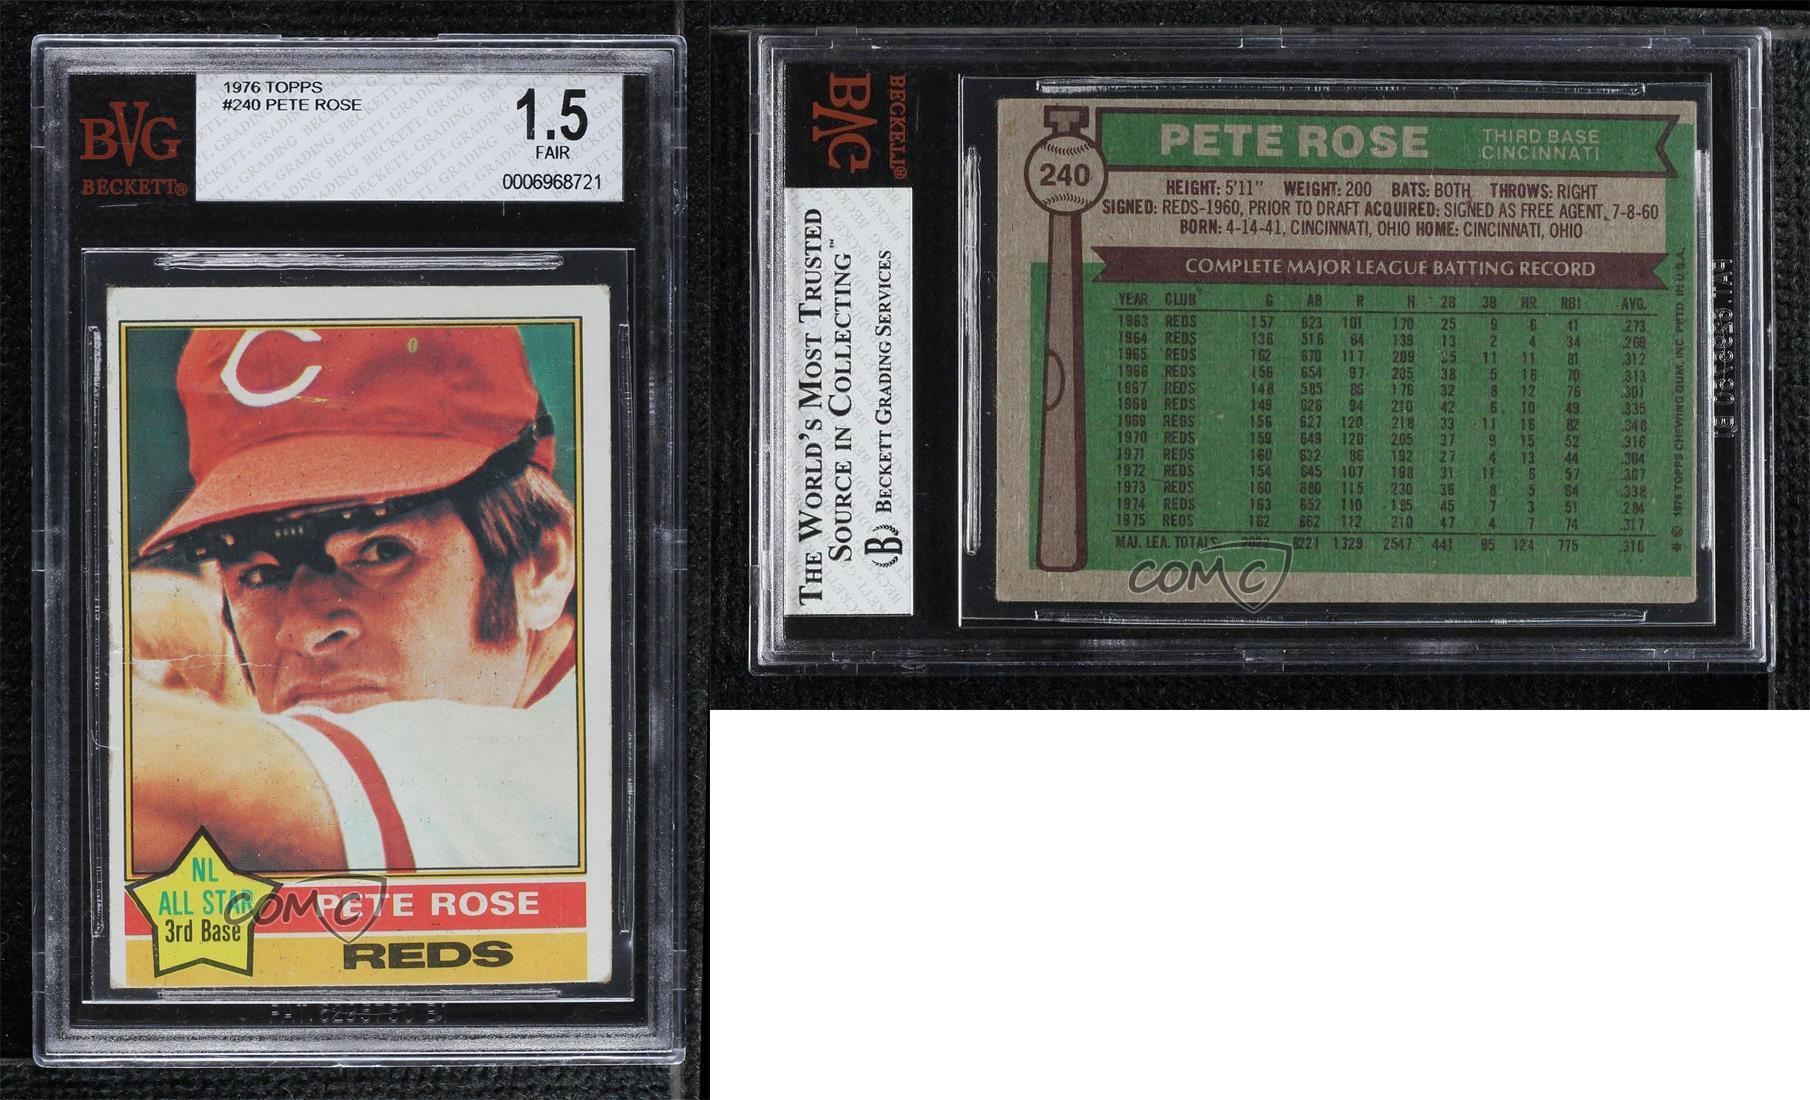 BVG
BECKETT®
1976 TOPPS
#240 PETE ROSE
1.5
FAIR
0006968721
C
NL
ALL STAR
3rd Base
PETE ROSE
REDS
COMC
BVG
BECKETT®
THE WORLD'S MOST TRUSTED
SOURCE IN COLLECTING™
B BECKETT GRADING SERVICES
240
PETE ROSE
THIRD BASE
CINCINNATI
HEIGHT: 5'11" WEIGHT: 200 BATS: BOTH THROWS: RIGHT
SIGNED: REDS-1960, PRIOR TO DRAFT ACQUIRED: SIGNED AS FREE AGENT, 7-8-60
BORN: 4-14-41, CINCINNATI, OHIO HOME: CINCINNATI, OHIO
COMPLETE MAJOR LEAGUE BATTING RECORD
YEAR CLUB G AB R H 2B 3B HR RBI AVG.
1963 REDS 157 623 101 170 25 9 6 41 .273
1964 REDS 136 516 64 139 13 2 4 34 .269
1965 REDS 162 670 117 209 35 11 11 81 .312
1966 REDS 156 654 97 205 38 5 16 70 .313
1967 REDS 148 585 86 176 32 8 12 76 .301
1968 REDS 149 626 94 210 42 6 10 49 .335
1969 REDS 156 627 120 218 33 11 16 82 .348
1970 REDS 159 649 120 205 37 9 15 52 .316
1971 REDS 160 632 86 192 27 4 13 44 .304
1972 REDS 154 645 107 198 31 11 6 57 .307
1973 REDS 160 680 115 230 36 8 5 64 .338
1974 REDS 163 652 110 185 45 7 3 51 .284
1975 REDS 162 662 112 210 47 4 7 74 .317
MAJ. LEA. TOTALS 8221 1329 2547 441 95 124 775 .310
* © 1976 TOPPS CHEWING GUM, INC. PRTD. IN U.S.A.
COMC